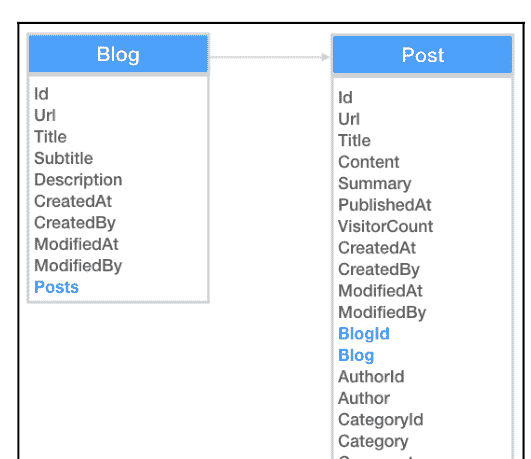 Blog
Id
Url
Title
Subtitle
Description
CreatedAt
CreatedBy
ModifiedAt
ModifiedBy
Posts
Post
Id
Url
Title
Content
Summary
PublishedAt
VisitorCount
CreatedAt
CreatedBy
ModifiedAt
ModifiedBy
BlogId
Blog
AuthorId
Author
CategoryId
Category